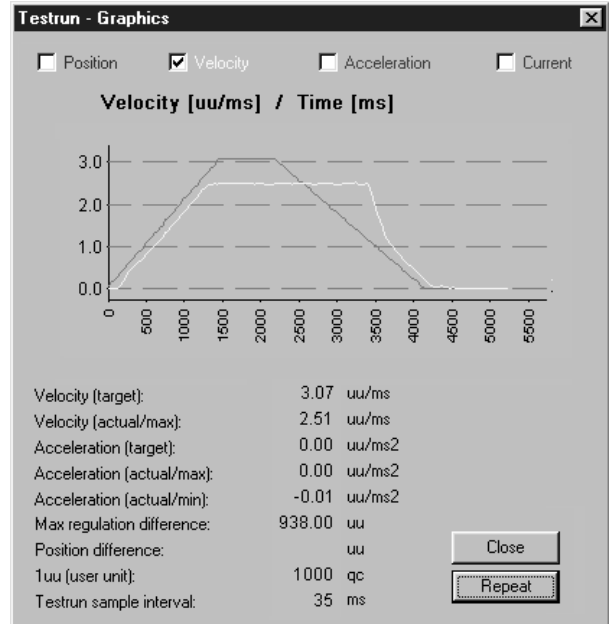 Testrun - Graphics
Position Velocity Acceleration Current
Velocity [uu/ms] / Time [ms]
3.0
2.0
1.0
0.0
0 500 1000 1500 2000 2500 3000 3500 4000 4500 5000 5500
Velocity (target): 3.07 uu/ms
Velocity (actual/max): 2.51 uu/ms
Acceleration (target): 0.00 uu/ms2
Acceleration (actual/max): 0.00 uu/ms2
Acceleration (actual/min): -0.01 uu/ms2
Max regulation difference: 938.00 uu
Position difference: uu
1uu (user unit): 1000 qc
Testrun sample interval: 35 ms
Close
Repeat